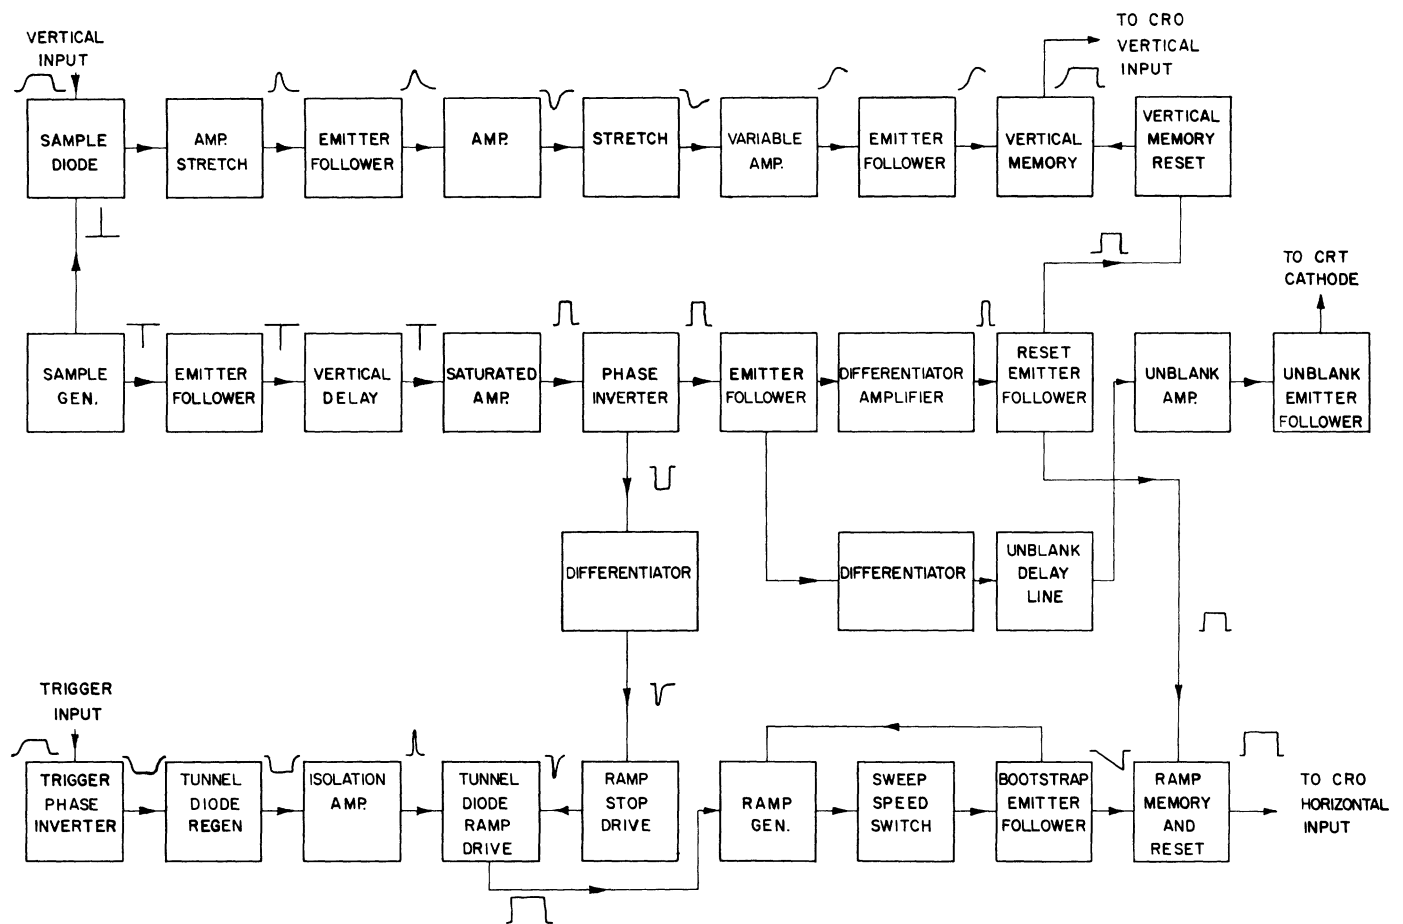 VERTICAL
INPUT
TO CRO
VERTICAL
INPUT
SAMPLE
DIODE
AMP.
STRETCH
EMITTER
FOLLOWER
AMP.
STRETCH
VARIABLE
AMP.
EMITTER
FOLLOWER
VERTICAL
MEMORY
VERTICAL
MEMORY
RESET
TO CRT
CATHODE
SAMPLE
GEN.
EMITTER
FOLLOWER
VERTICAL
DELAY
SATURATED
AMP.
PHASE
INVERTER
EMITTER
FOLLOWER
DIFFERENTIATOR
AMPLIFIER
RESET
EMITTER
FOLLOWER
UNBLANK
AMP.
UNBLANK
EMITTER
FOLLOWER
DIFFERENTIATOR
DIFFERENTIATOR
UNBLANK
DELAY
LINE
TRIGGER
INPUT
TRIGGER
PHASE
INVERTER
TUNNEL
DIODE
REGEN
ISOLATION
AMP.
TUNNEL
DIODE
RAMP
DRIVE
RAMP
STOP
DRIVE
RAMP
GEN.
SWEEP
SPEED
SWITCH
BOOTSTRAP
EMITTER
FOLLOWER
RAMP
MEMORY
AND
RESET
TO CRO
HORIZONTAL
INPUT